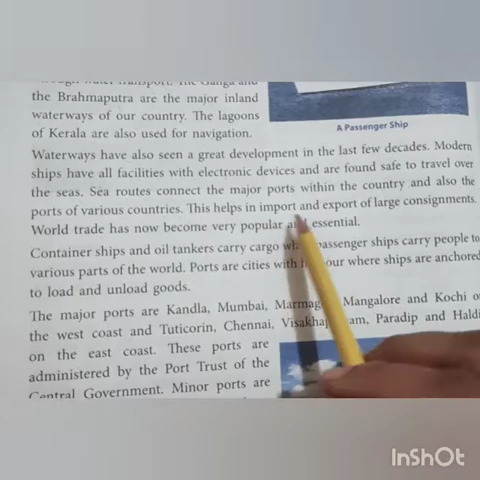 water transport. The Ganga and
the Brahmaputra are the major inland
waterways of our country. The lagoons
of Kerala are also used for navigation.
A Passenger Ship
Waterways have also seen a great development in the last few decades. Modern
ships have all facilities with electronic devices and are found safe to travel over
the seas. Sea routes connect the major ports within the country and also the
ports of various countries. This helps in import and export of large consignments.
World trade has now become very popular and essential.
Container ships and oil tankers carry cargo passenger ships carry people to
various parts of the world. Ports are cities with where ships are anchored
to load and unload goods.
The major ports are Kandla, Mumbai, Mangalore and Kochi
the west coast and Tuticorin, Chennai, Paradip and
on the east coast. These ports are
administered by the Port Trust of the
Central Government. Minor ports are
InShOt